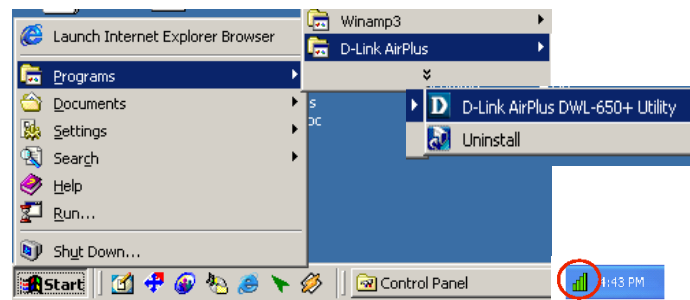 Launch Internet Explorer Browser
Programs
Documents
Settings
Search
Help
Run...
Shut Down...
Winamp3
D-Link AirPlus
D-Link AirPlus DWL-650+ Utility
Uninstall
Start
Control Panel
4:43 PM